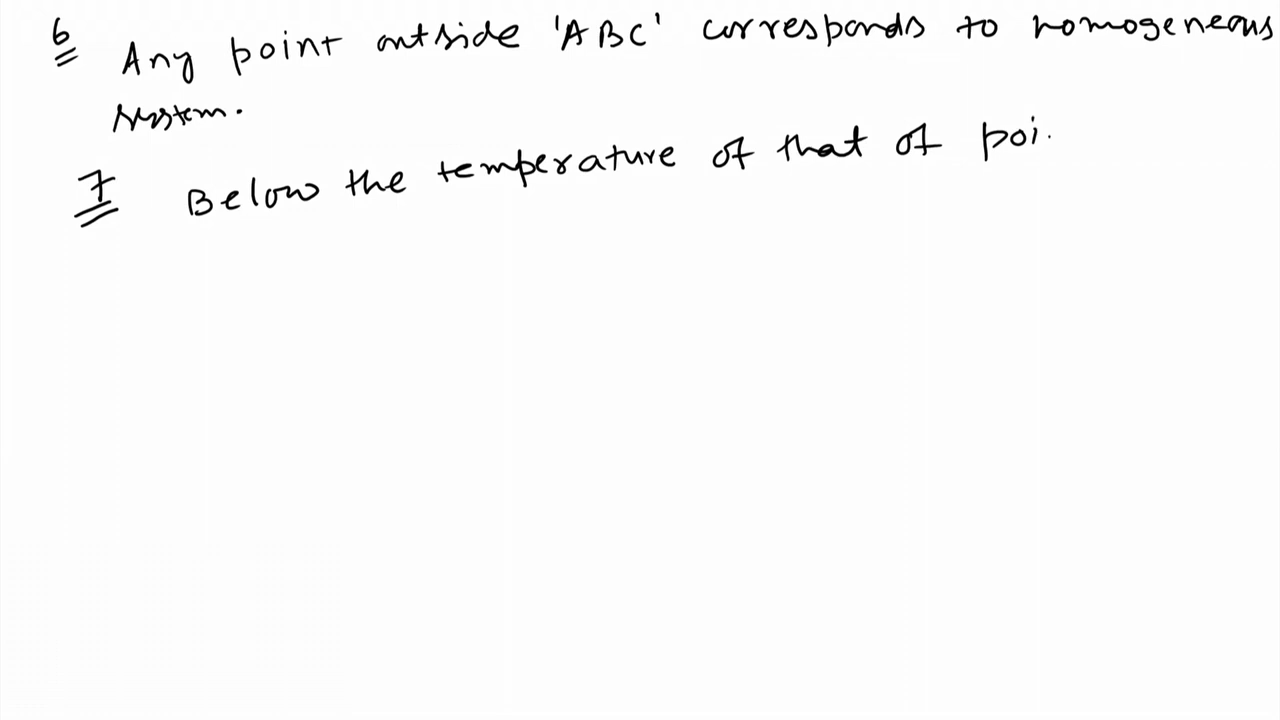 6 Any point outside 'ABC' corresponds to homogeneous
system.
7 Below the temperature of that of poi